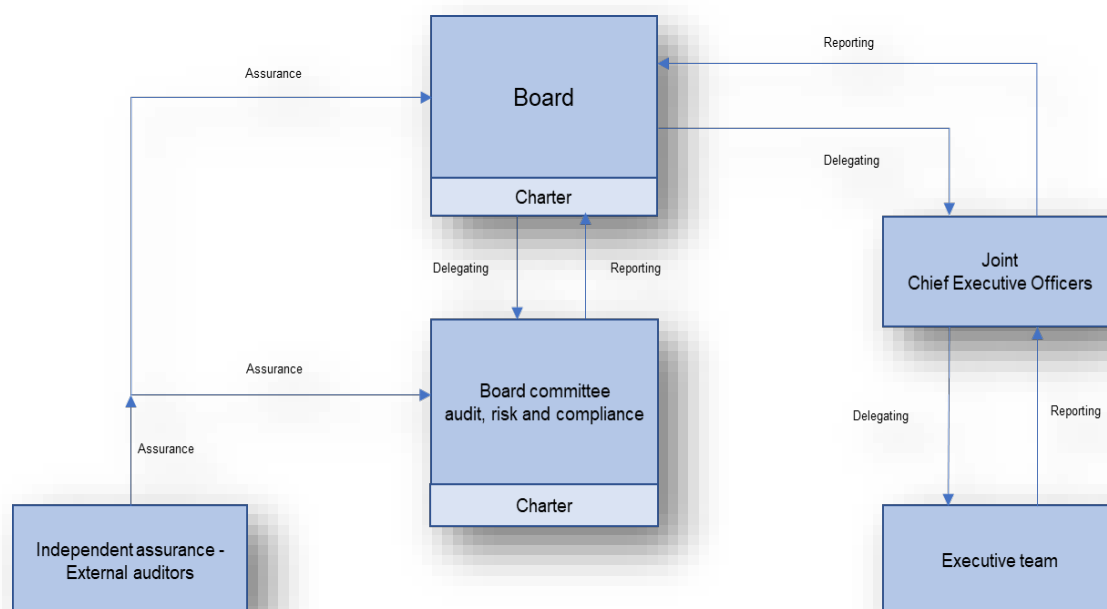 Reporting
Assurance
Board
Delegating
Charter
Delegating
Reporting
Joint
Chief Executive Officers
Assurance
Board committee
audit, risk and compliance
Delegating
Reporting
Assurance
Charter
Independent assurance -
External auditors
Executive team